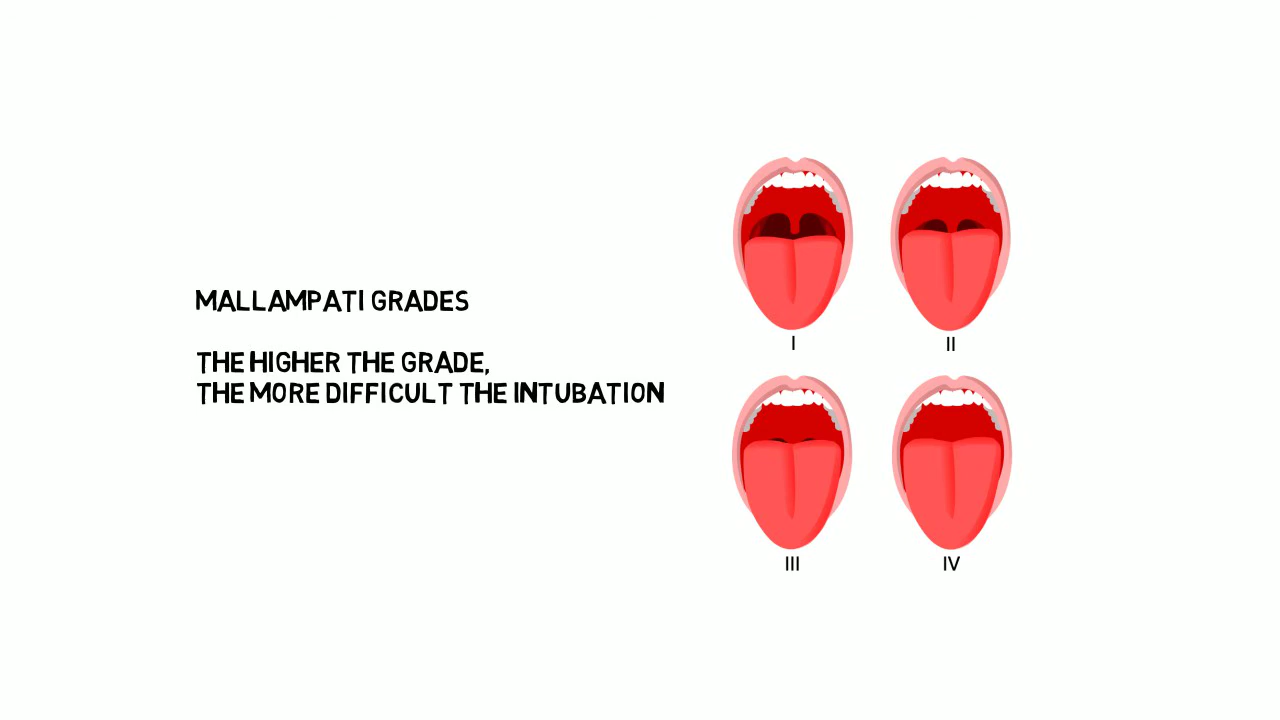 MALLAMPATI GRADES
THE HIGHER THE GRADE,
THE MORE DIFFICULT THE INTUBATION
I
II
III
IV